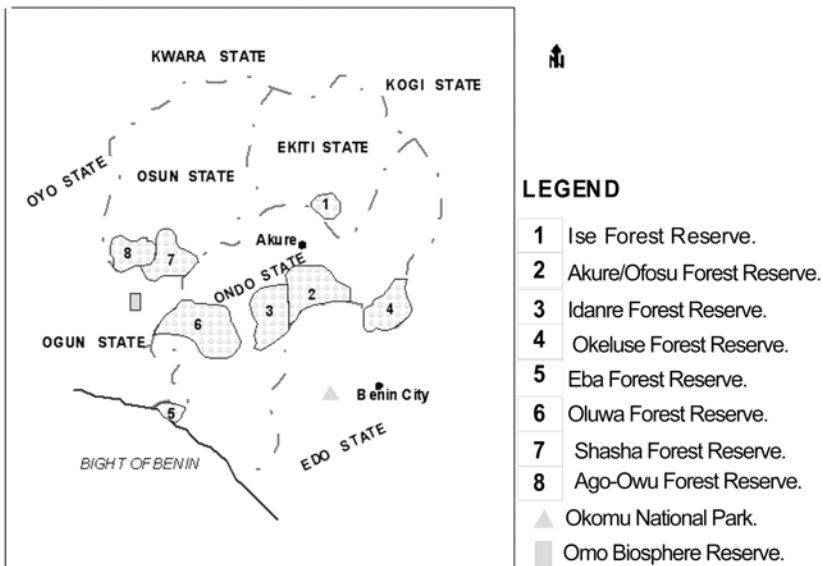 KWARA STATE
N
KOGI STATE
EKITI STATE
OYO STATE
OSUN STATE
1
Akure
8
7
ONDO STATE
2
3
4
6
OGUN STATE
Benin City
5
EDO STATE
BIGHT OF BENIN
LEGEND
1 Ise Forest Reserve.
2 Akure/Ofosu Forest Reserve.
3 Idanre Forest Reserve.
4 Okeluse Forest Reserve.
5 Eba Forest Reserve.
6 Oluwa Forest Reserve.
7 Shasha Forest Reserve.
8 Ago-Owu Forest Reserve.
Okomu National Park.
Omo Biosphere Reserve.